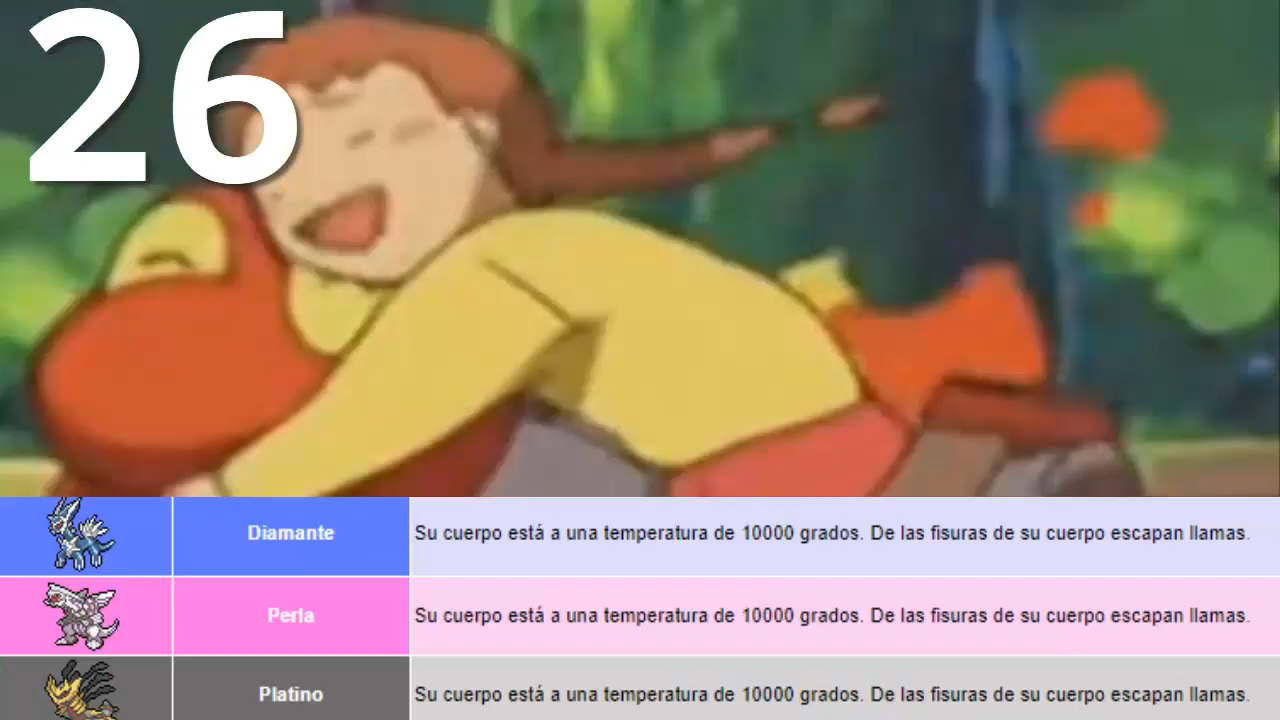 26
Diamante Su cuerpo está a una temperatura de 10000 grados. De las fisuras de su cuerpo escapan llamas.
Perla Su cuerpo está a una temperatura de 10000 grados. De las fisuras de su cuerpo escapan llamas.
Platino Su cuerpo está a una temperatura de 10000 grados. De las fisuras de su cuerpo escapan llamas.